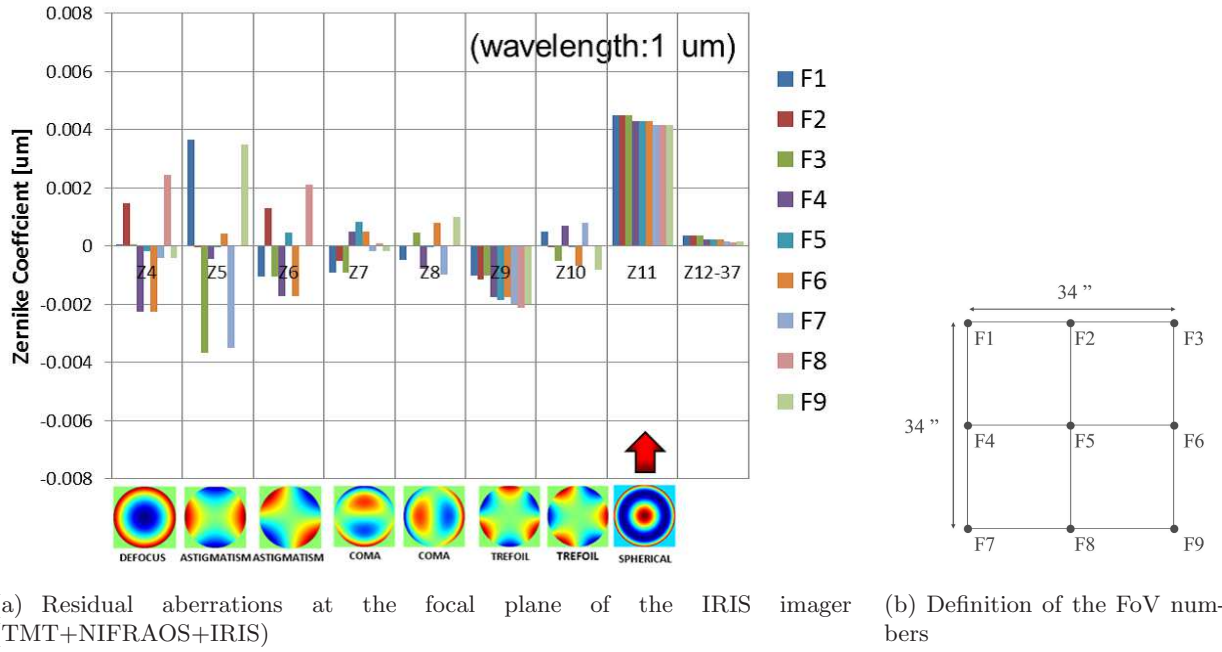 0.008
0.006
0.004
0.002
0
-0.002
-0.004
-0.006
-0.008
Zernike Coeffcient [um]
(wavelength:1 um)
Z4 Z5 Z6 Z7 Z8 Z9 Z10 Z11 Z12-37
F1
F2
F3
F4
F5
F6
F7
F8
F9
DEFOCUS ASTIGMATISM ASTIGMATISM COMA COMA TREFOIL TREFOIL SPHERICAL
34 ”
34 ”
F1 F2 F3
F4 F5 F6
F7 F8 F9
a) Residual aberrations at the focal plane of the IRIS imager
TMT+NIFRAOS+IRIS)
(b) Definition of the FoV num-
bers